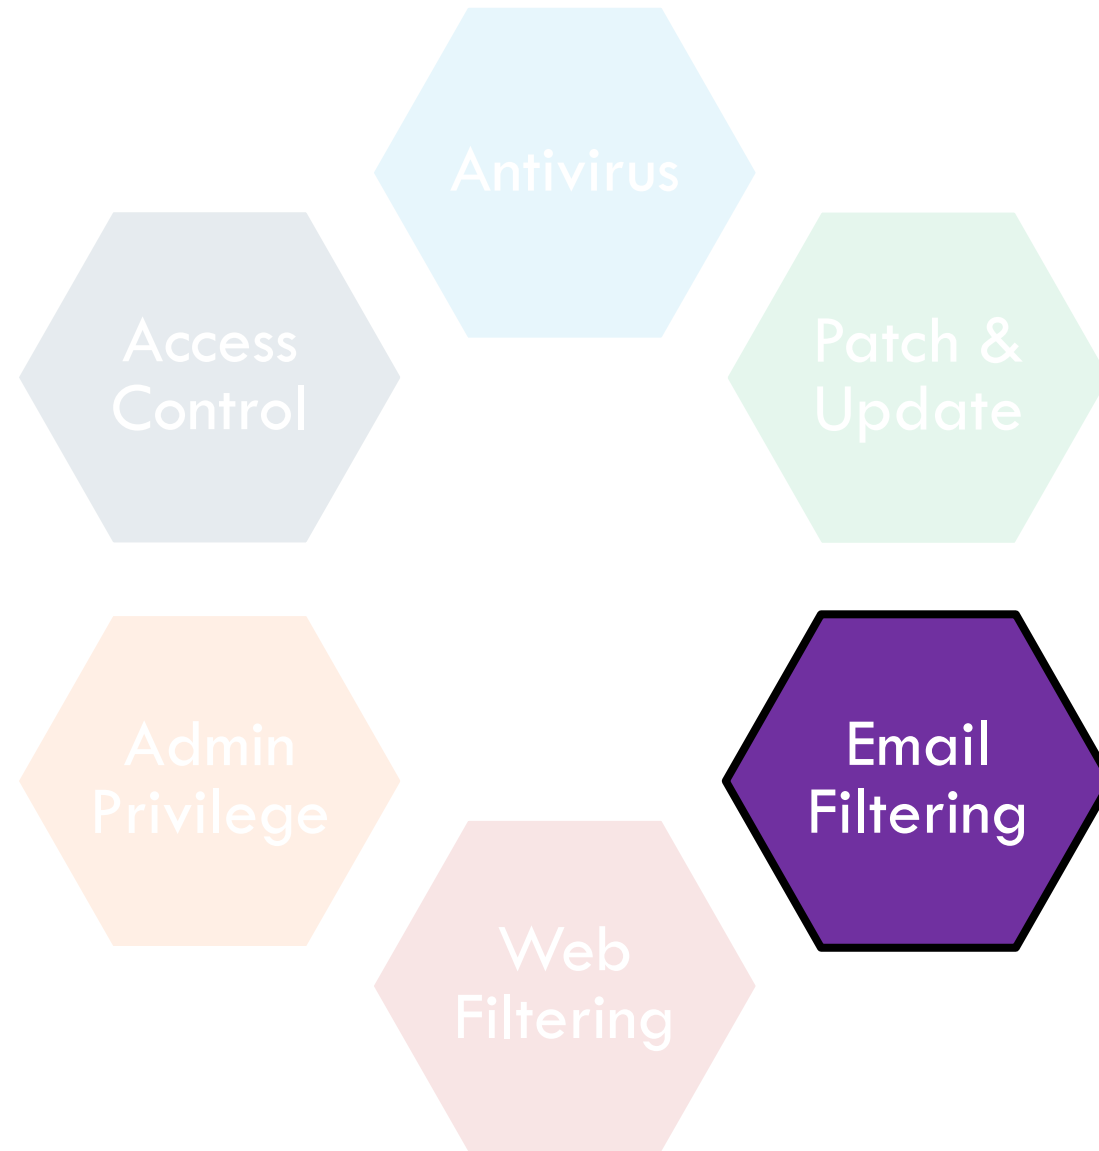 Antivirus
Access
Control
Patch &
Update
Admin
Privilege
Email
Filtering
Web
Filtering